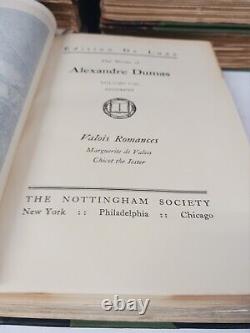 Edition De Luxe
The Works of
Alexandre Dumas
VOLUME
Valois Romances
Marguerite de Valois
Chicot the Jester
THE NOTTINGHAM SOCIETY
New York :: Philadelphia :: Chicago